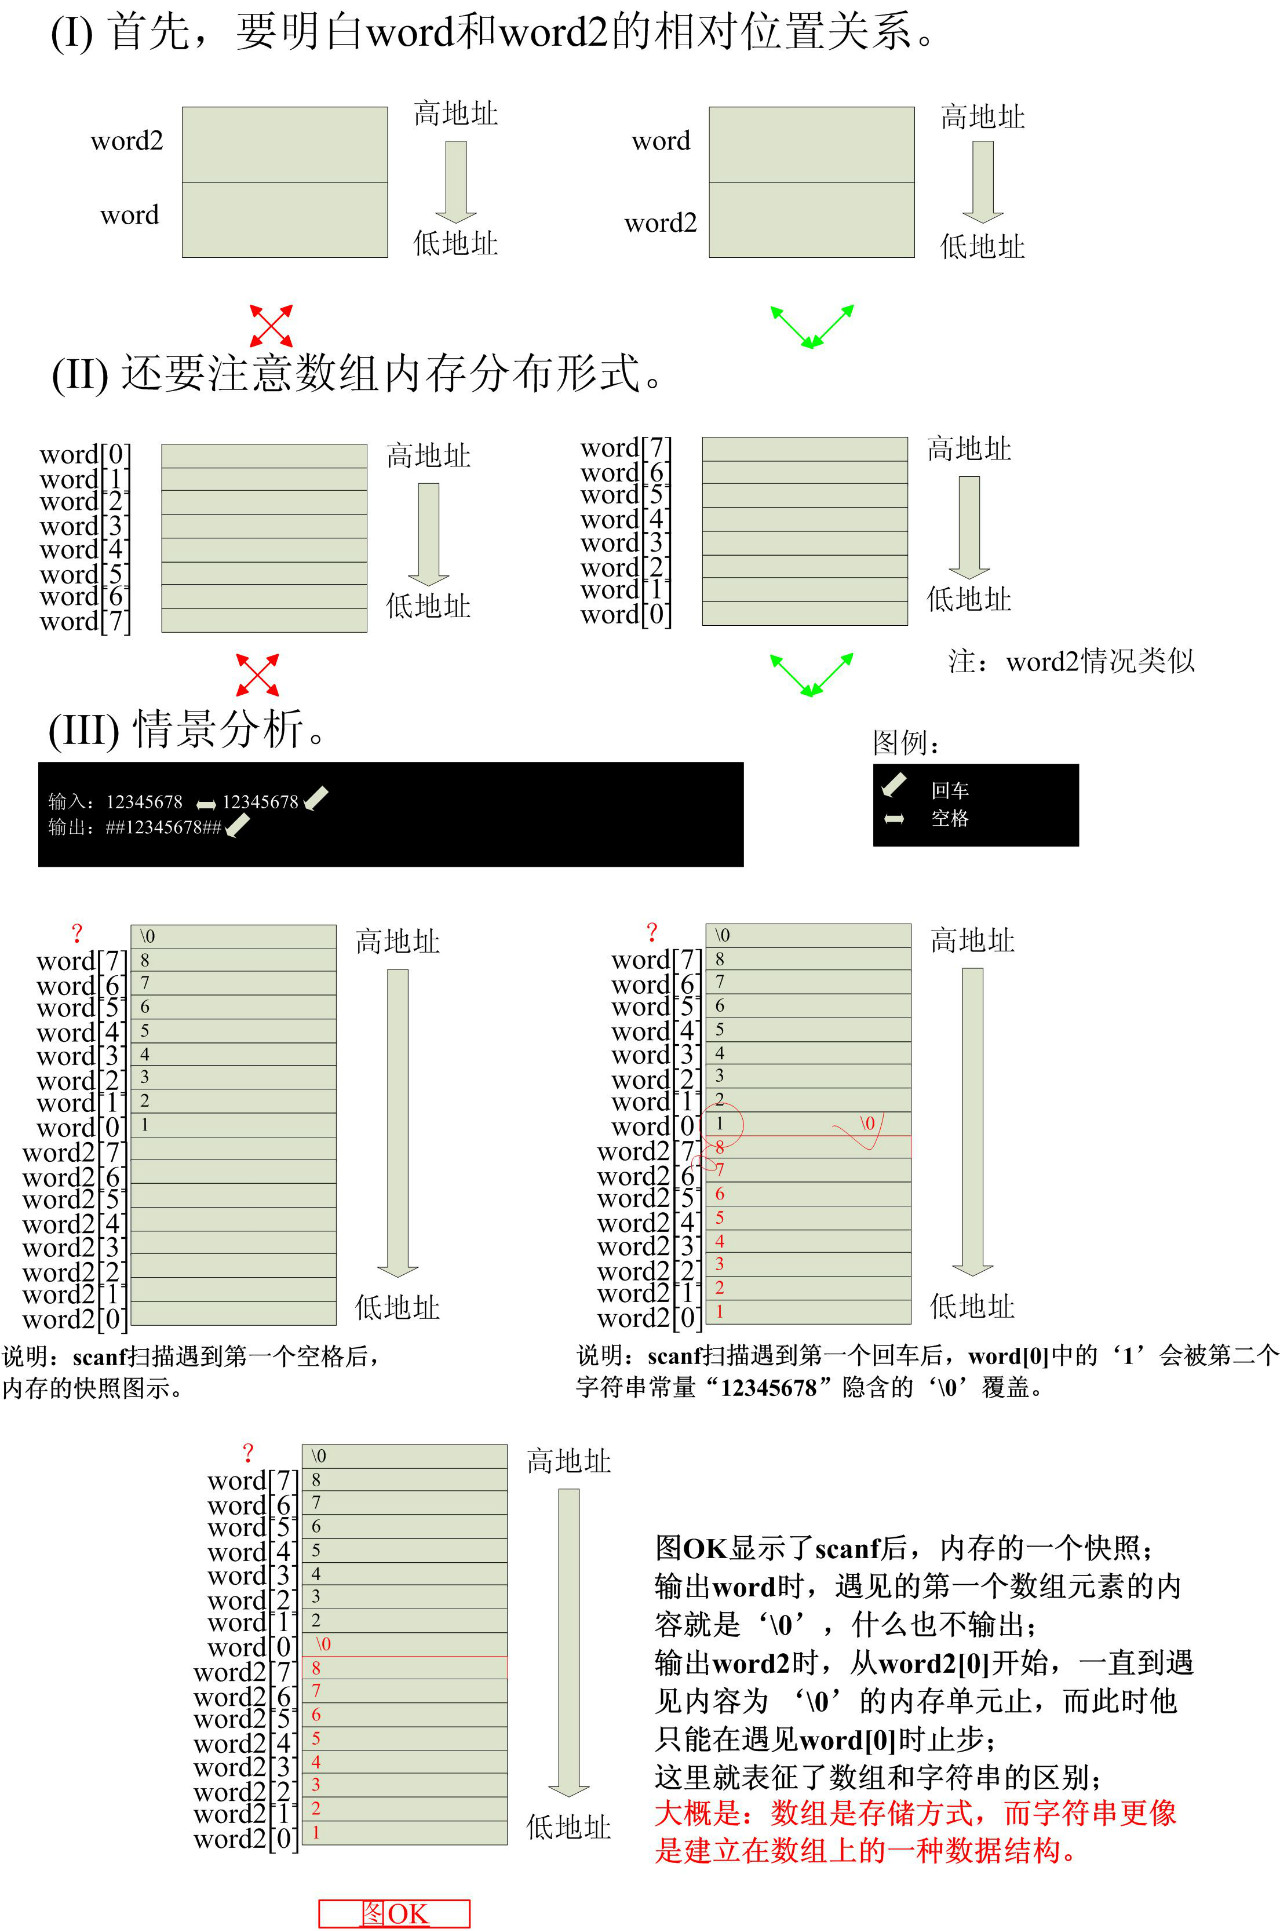 (I) 首先，要明白word和word2的相对位置关系。
word2
word
高地址
低地址
word
word2
高地址
低地址
(II) 还要注意数组内存分布形式。
word[0]
word[1]
word[2]
word[3]
word[4]
word[5]
word[6]
word[7]
高地址
低地址
word[7]
word[6]
word[5]
word[4]
word[3]
word[2]
word[1]
word[0]
高地址
低地址
注：word2情况类似
(III) 情景分析。
输入：12345678 12345678
输出：##12345678##
图例：
回车
空格
? \0
word[7] 8
word[6] 7
word[5] 6
word[4] 5
word[3] 4
word[2] 3
word[1] 2
word[0] 1
word2[7]
word2[6]
word2[5]
word2[4]
word2[3]
word2[2]
word2[1]
word2[0]
高地址
低地址
说明：scanf扫描遇到第一个空格后，
内存的快照图示。
? \0
word[7] 8
word[6] 7
word[5] 6
word[4] 5
word[3] 4
word[2] 3
word[1] 2
word[0] 1 \0
word2[7] 8
word2[6] 7
word2[5] 6
word2[4] 5
word2[3] 4
word2[2] 3
word2[1] 2
word2[0] 1
高地址
低地址
说明：scanf扫描遇到第一个回车后，word[0]中的‘1’会被第二个
字符串常量“12345678”隐含的‘\0’覆盖。
? \0
word[7] 8
word[6] 7
word[5] 6
word[4] 5
word[3] 4
word[2] 3
word[1] 2
word[0] \0
word2[7] 8
word2[6] 7
word2[5] 6
word2[4] 5
word2[3] 4
word2[2] 3
word2[1] 2
word2[0] 1
高地址
低地址
图OK显示了scanf后，内存的一个快照；
输出word时，遇见的第一个数组元素的内
容就是‘\0’，什么也不输出；
输出word2时，从word2[0]开始，一直到遇
见内容为 ‘\0’的内存单元止，而此时他
只能在遇见word[0]时止步；
这里就表征了数组和字符串的区别；
大概是：数组是存储方式，而字符串更像
是建立在数组上的一种数据结构。
图OK